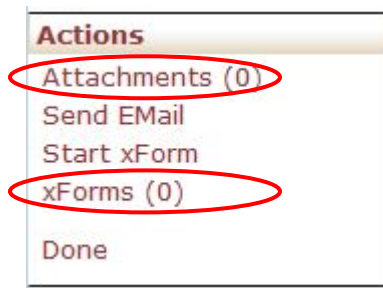 Actions
Attachments (0)
Send EMail
Start xForm
xForms (0)
Done